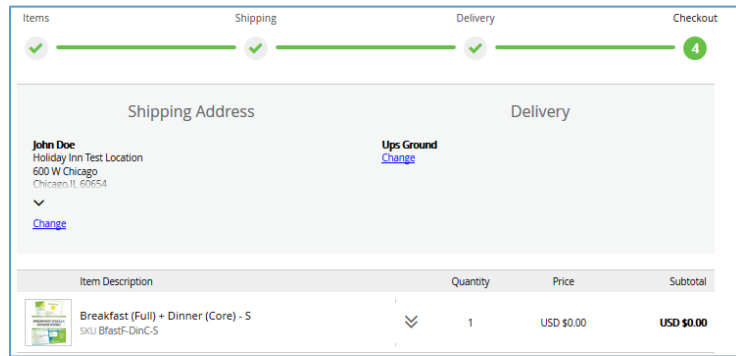 Items Shipping Delivery Checkout
4
Shipping Address Delivery
John Doe
Holiday Inn Test Location
600 W Chicago
Chicago,IL 60654
Change
Ups Ground
Change
Item Description Quantity Price Subtotal
Breakfast (Full) + Dinner (Core) - S 1 USD $0.00 USD $0.00
SKU BfastF-DinC-S